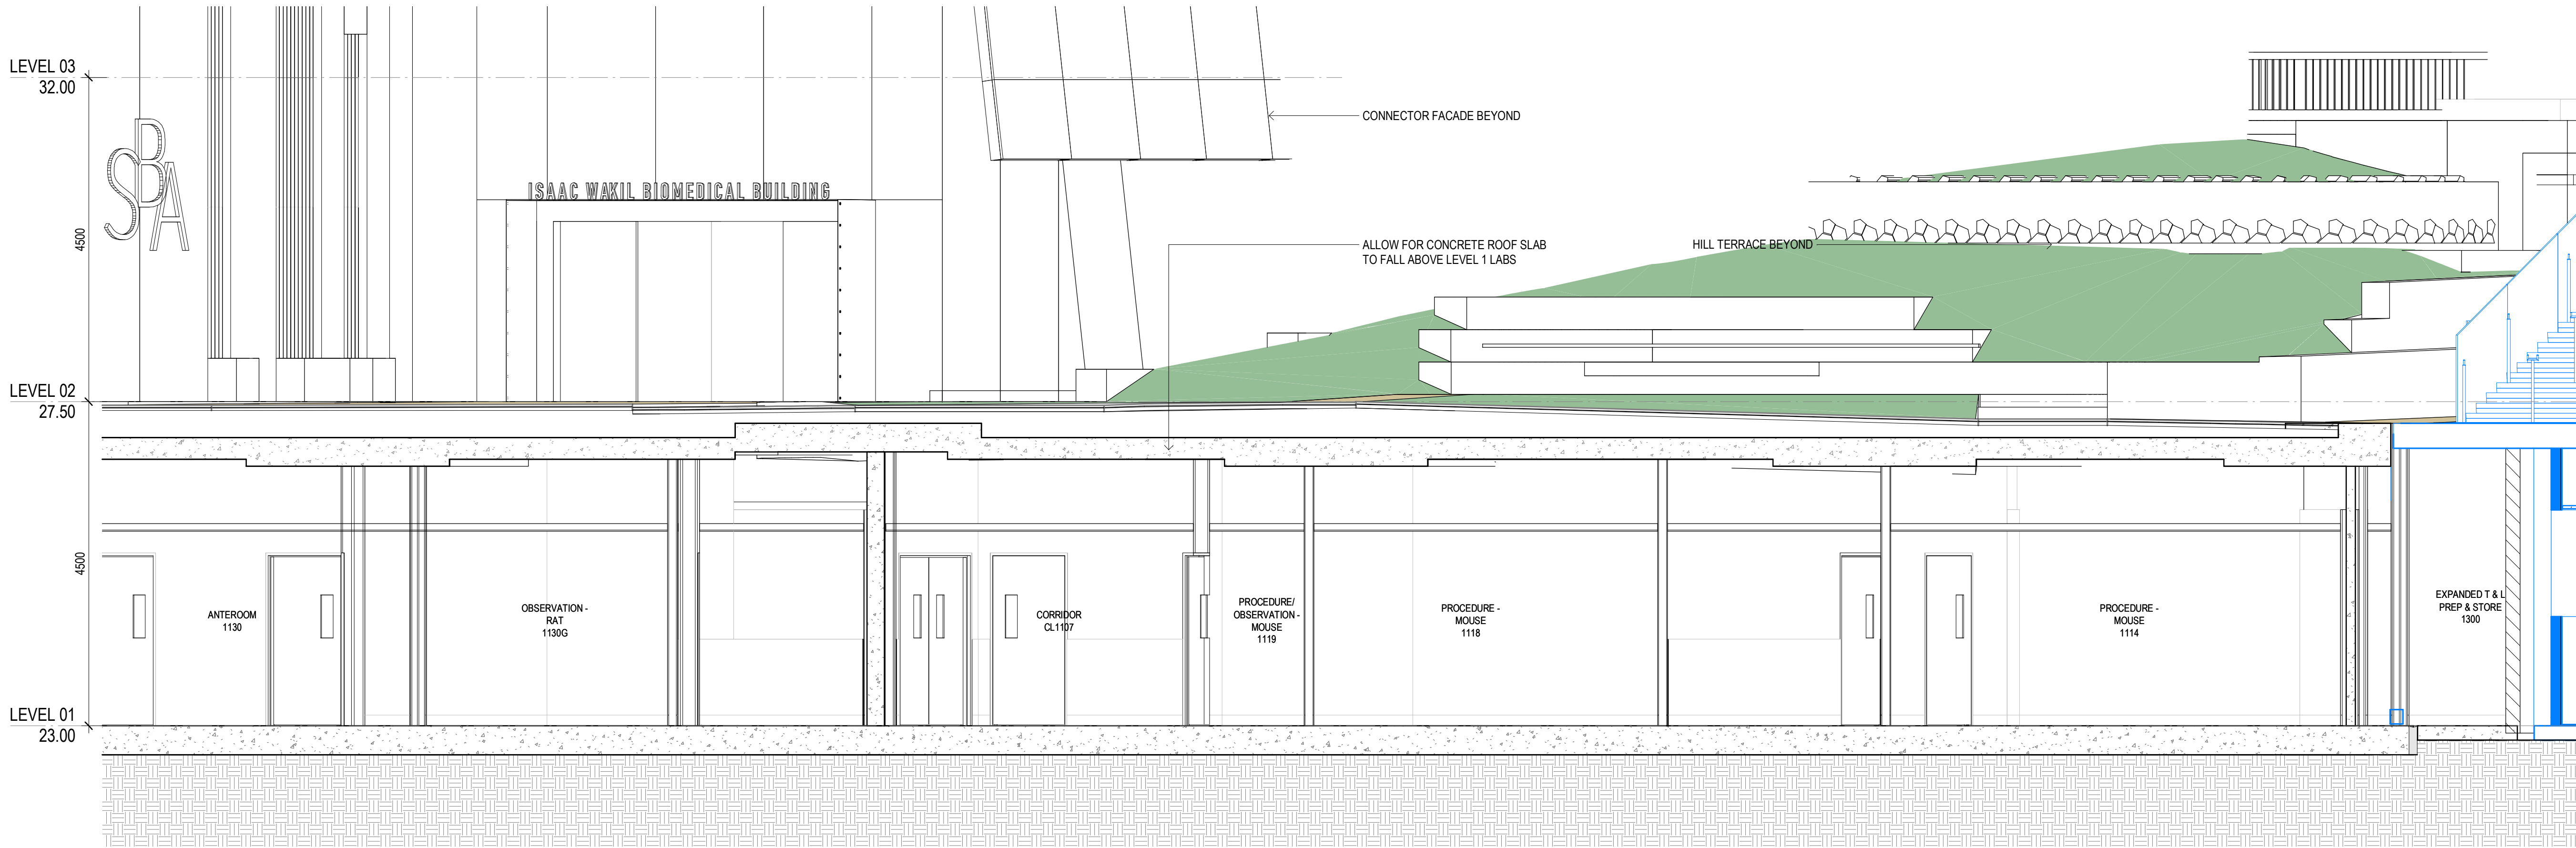 LEVEL 03
32.00
CONNECTOR FACADE BEYOND
SBA
ISAAC WAKIL BIOMEDICAL BUILDING
4500
ALLOW FOR CONCRETE ROOF SLAB
TO FALL ABOVE LEVEL 1 LABS
HILL TERRACE BEYOND
LEVEL 02
27.50
4500
ANTEROOM
1130
OBSERVATION -
RAT
1130G
CORRIDOR
CL1107
PROCEDURE/
OBSERVATION -
MOUSE
1119
PROCEDURE -
MOUSE
1118
PROCEDURE -
MOUSE
1114
EXPANDED T & L
PREP & STORE
1300
LEVEL 01
23.00